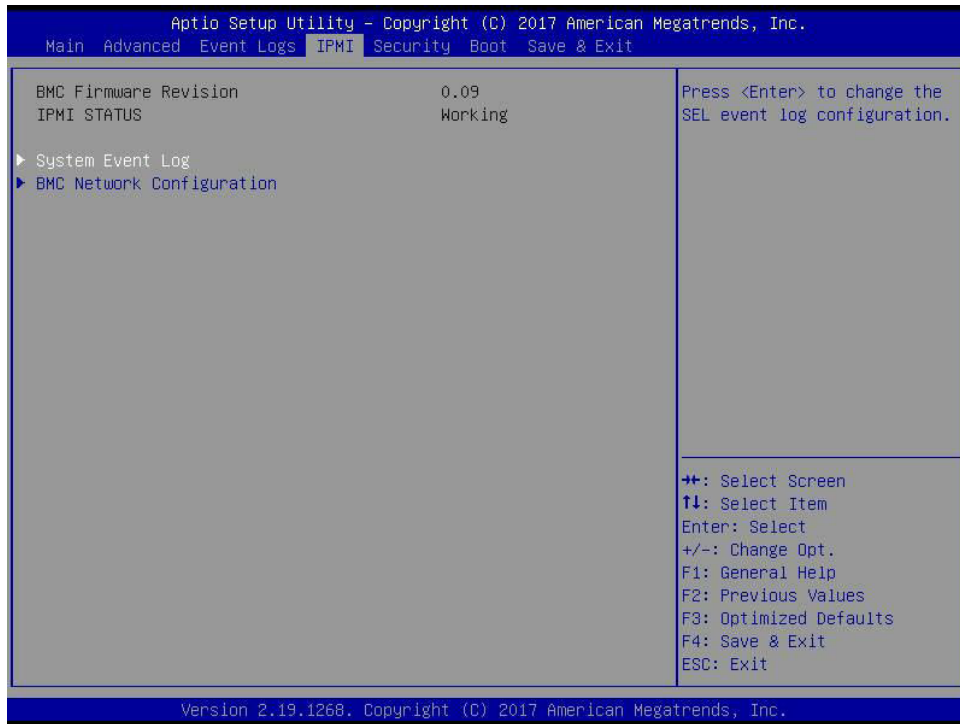 Aptio Setup Utility – Copyright (C) 2017 American Megatrends, Inc.
Main Advanced Event Logs IPMI Security Boot Save & Exit
BMC Firmware Revision 0.09
IPMI STATUS Working
System Event Log
BMC Network Configuration
Press <Enter> to change the
SEL event log configuration.
→←: Select Screen
↑↓: Select Item
Enter: Select
+/-: Change Opt.
F1: General Help
F2: Previous Values
F3: Optimized Defaults
F4: Save & Exit
ESC: Exit
Version 2.19.1268. Copyright (C) 2017 American Megatrends, Inc.